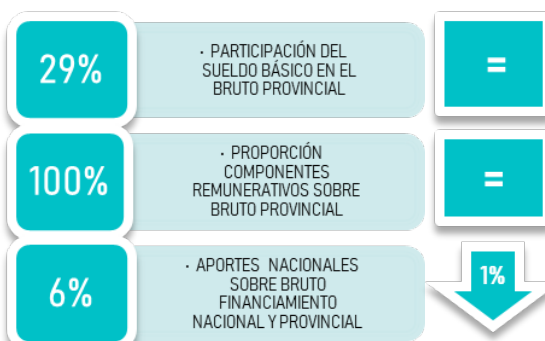 29%
· PARTICIPACIÓN DEL
SUELDO BÁSICO EN EL
BRUTO PROVINCIAL
=
100%
· PROPORCIÓN
COMPONENTES
REMUNERATIVOS SOBRE
BRUTO PROVINCIAL
=
6%
· APORTES NACIONALES
SOBRE BRUTO
FINANCIAMIENTO
NACIONAL Y PROVINCIAL
1%